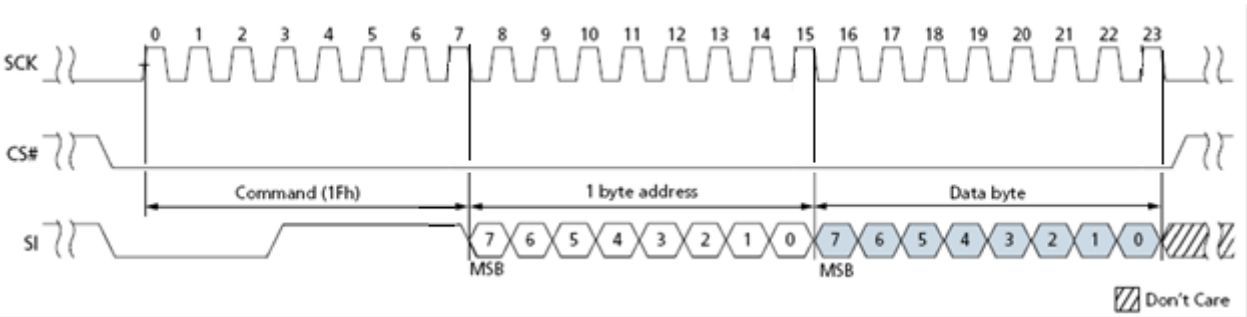 0 1 2 3 4 5 6 7 8 9 10 11 12 13 14 15 16 17 18 19 20 21 22 23
SCK
CS#
Command (1Fh) 1 byte address Data byte
SI 7 6 5 4 3 2 1 0 7 6 5 4 3 2 1 0
MSB MSB
Don't Care